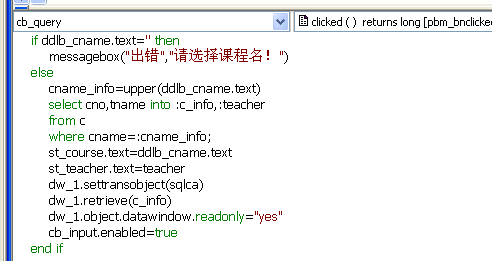 cb_query
clicked ( ) returns long [pbm_bnclicked
if ddlb_cname.text='' then
messagebox("出错","请选择课程名！")
else
cname_info=upper(ddlb_cname.text)
select cno,tname into :c_info,:teacher
from c
where cname=:cname_info;
st_course.text=ddlb_cname.text
st_teacher.text=teacher
dw_1.settransobject(sqlca)
dw_1.retrieve(c_info)
dw_1.object.datawindow.readonly="yes"
cb_input.enabled=true
end if